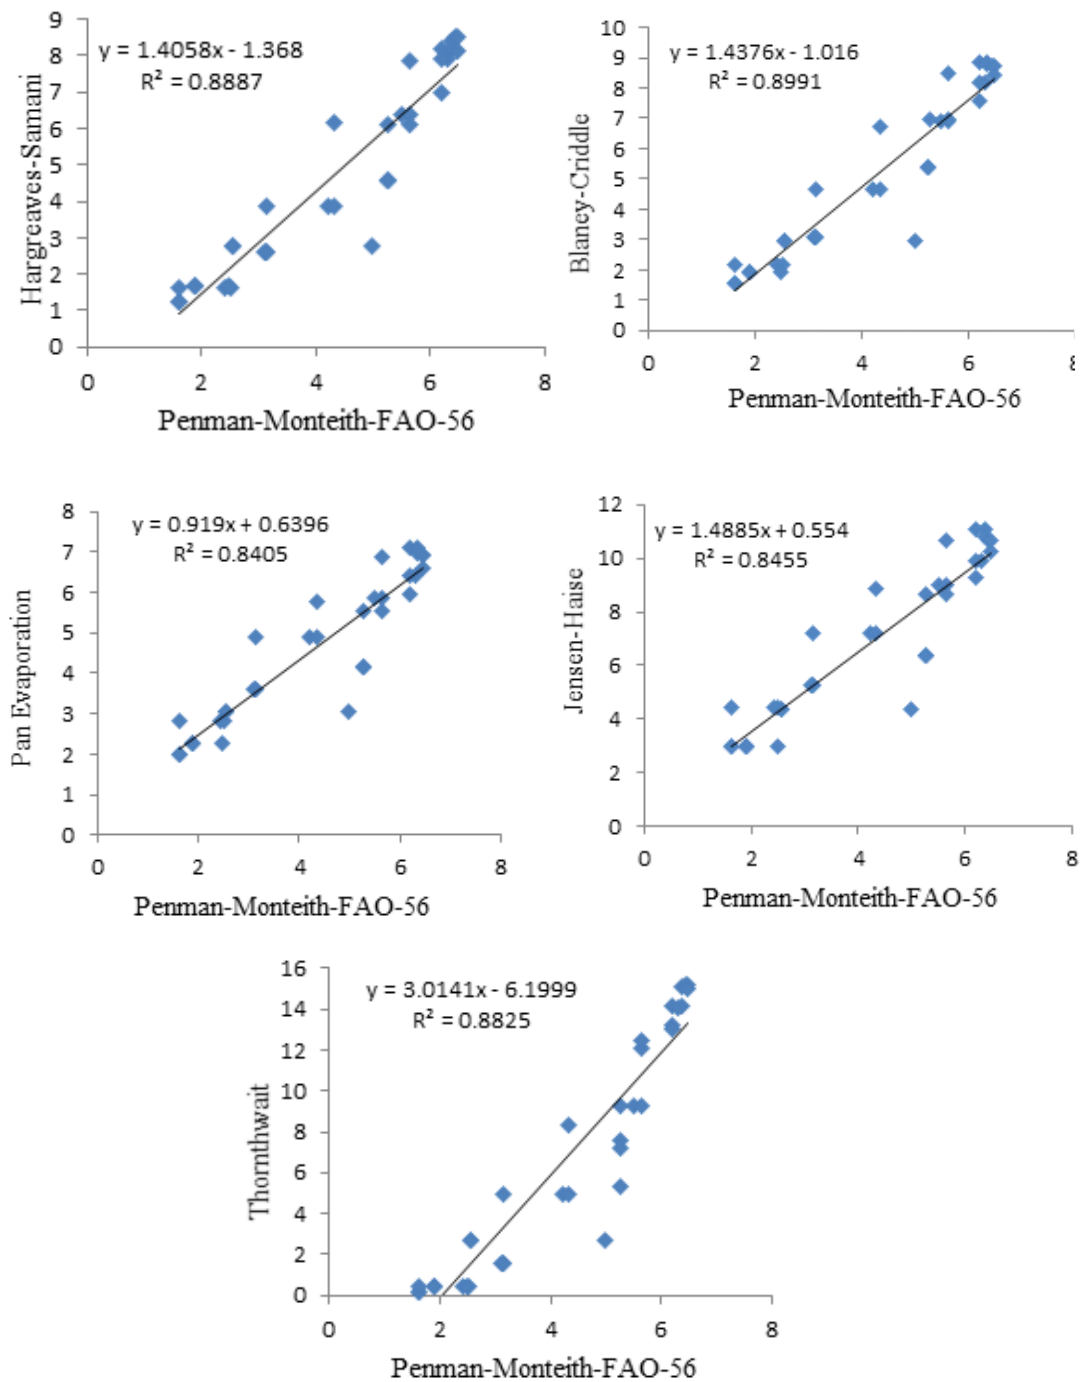 y = 1.4058x - 1.368
R² = 0.8887
Hargreaves-Samani
9
8
7
6
5
4
3
2
1
0
0 2 4 6 8
Penman-Monteith-FAO-56
y = 1.4376x - 1.016
R² = 0.8991
Blaney-Criddle
10
9
8
7
6
5
4
3
2
1
0
0 2 4 6 8
Penman-Monteith-FAO-56
y = 0.919x + 0.6396
R² = 0.8405
Pan Evaporation
8
7
6
5
4
3
2
1
0
0 2 4 6 8
Penman-Monteith-FAO-56
y = 1.4885x + 0.554
R² = 0.8455
Jensen-Haise
12
10
8
6
4
2
0
0 2 4 6 8
Penman-Monteith-FAO-56
y = 3.0141x - 6.1999
R² = 0.8825
Thornthwait
16
14
12
10
8
6
4
2
0
0 2 4 6 8
Penman-Monteith-FAO-56